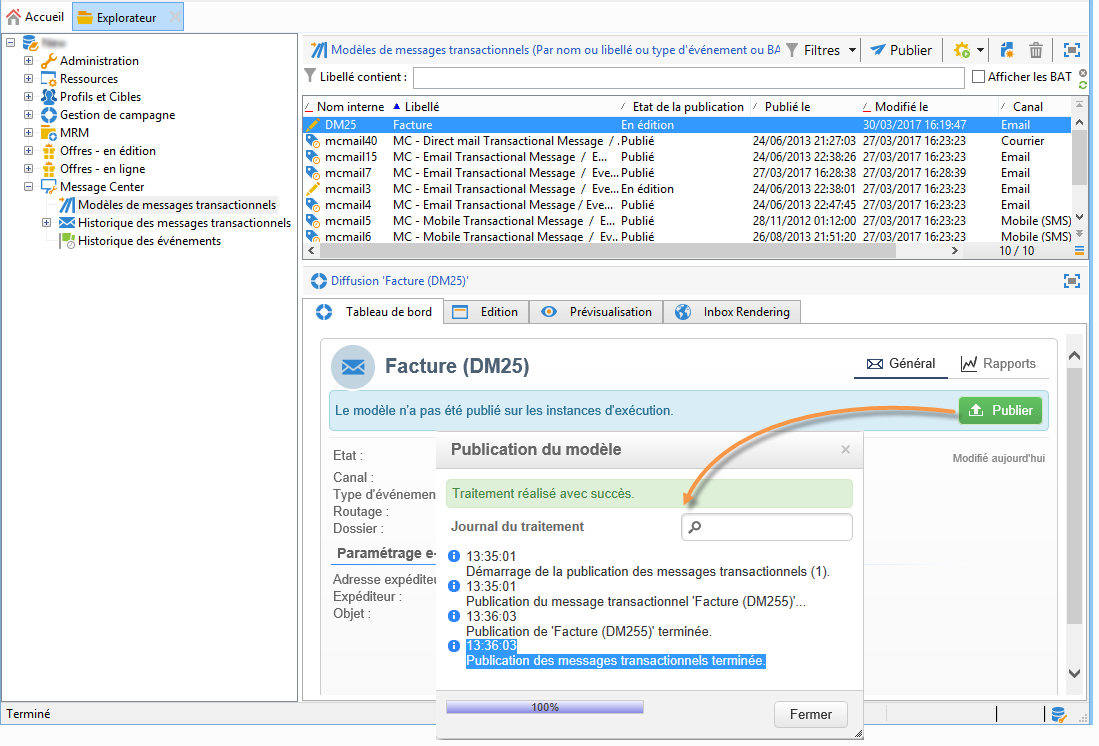 Accueil Explorateur
Administration
Ressources
Profils et Cibles
Gestion de campagne
MRM
Offres - en édition
Offres - en ligne
Message Center
Modèles de messages transactionnels
Historique des messages transactionnels
Historique des événements
Modèles de messages transactionnels (Par nom ou libellé ou type d'événement ou BA Filtres Publier
Libellé contient : Afficher les BAT
Nom interne Libellé Etat de la publication Publié le Modifié le Canal
DM25 Facture En édition 30/03/2017 16:19:47 Email
mcmail40 MC - Direct mail Transactional Message / . Publié 24/06/2013 21:27:03 27/03/2017 16:23:23 Courrier
mcmail15 MC - Email Transactional Message / E... Publié 24/06/2013 22:38:26 27/03/2017 16:23:23 Email
mcmail7 MC - Email Transactional Message / Eve... Publié 27/03/2017 16:28:38 27/03/2017 16:28:39 Email
mcmail3 MC - Email Transactional Message / Eve... En édition 24/06/2013 22:38:01 27/03/2017 16:23:23 Email
mcmail4 MC - Email Transactional Message / Eve... Publié 24/06/2013 22:47:45 27/03/2017 16:23:23 Email
mcmail5 MC - Mobile Transactional Message / E... Publié 28/11/2012 01:12:00 27/03/2017 16:23:23 Mobile (SMS)
mcmail6 MC - Mobile Transactional Message / Ev... Publié 26/08/2013 21:51:20 27/03/2017 16:23:23 Mobile (SMS)
10 / 10
Diffusion 'Facture (DM25)'
Tableau de bord Edition Prévisualisation Inbox Rendering
Facture (DM25) Général Rapports
Le modèle n'a pas été publié sur les instances d'exécution. Publier
Etat : Modifié aujourd'hui
Canal :
Type d'événemen
Routage :
Dossier :
Paramétrage e-
Adresse expéditeu
Expéditeur :
Objet :
Publication du modèle
Traitement réalisé avec succès.
Journal du traitement
13:35:01
Démarrage de la publication des messages transactionnels (1).
13:35:01
Publication du message transactionnel 'Facture (DM255)'...
13:36:03
Publication de 'Facture (DM255)' terminée.
13:36:03
Publication des messages transactionnels terminée.
100% Fermer
Terminé